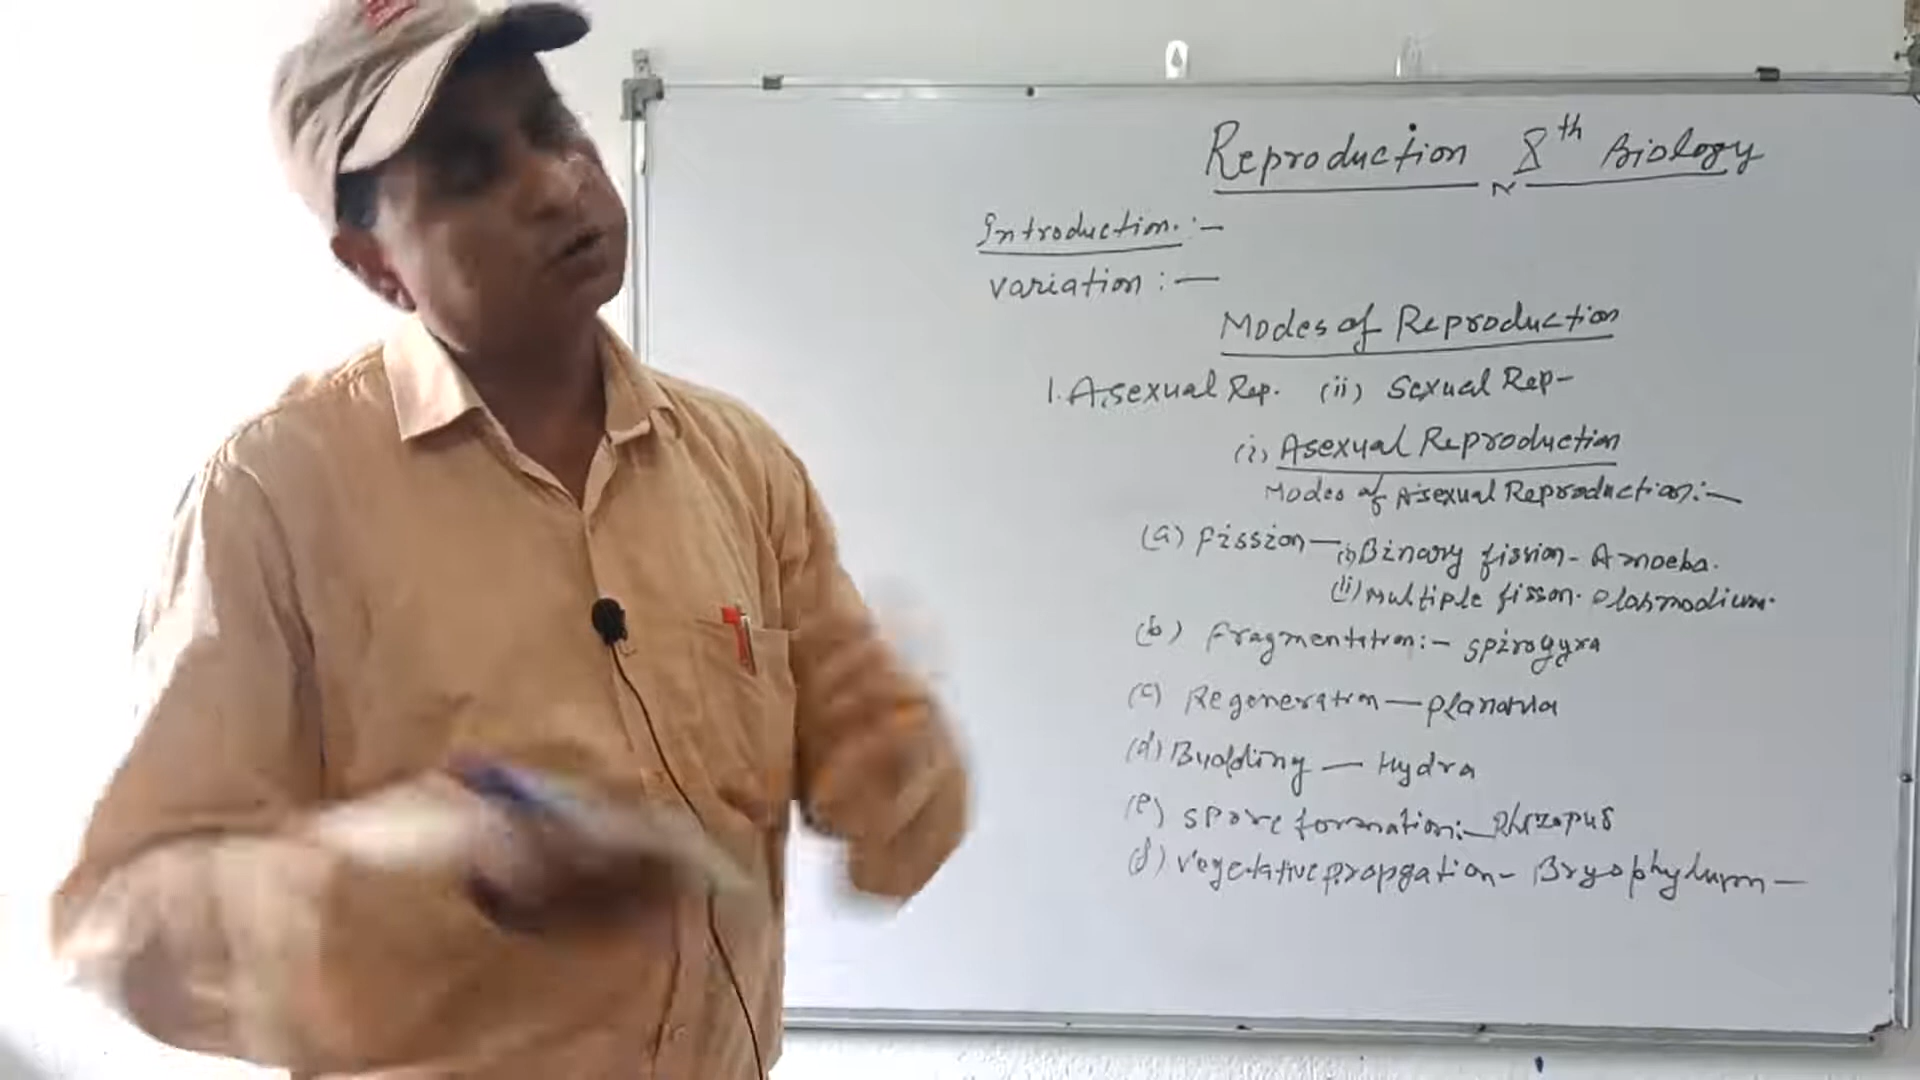 Reproduction 8th Biology
Introduction :-
Variation :-
Modes of Reproduction
1. Asexual Rep. (ii) Sexual Rep-
(i) Asexual Reproduction
Modes of Asexual Reproduction :-
(a) Fission - (i) Binary fission - Amoeba.
(ii) Multiple fisson. Plasmodium.
(b) Fragmentation :- Spirogyra
(c) Regeneration - Planaria
(d) Budding - Hydra
(e) Spore formation :- Rhizopus
(f) Vegetative propgation - Bryophylum -